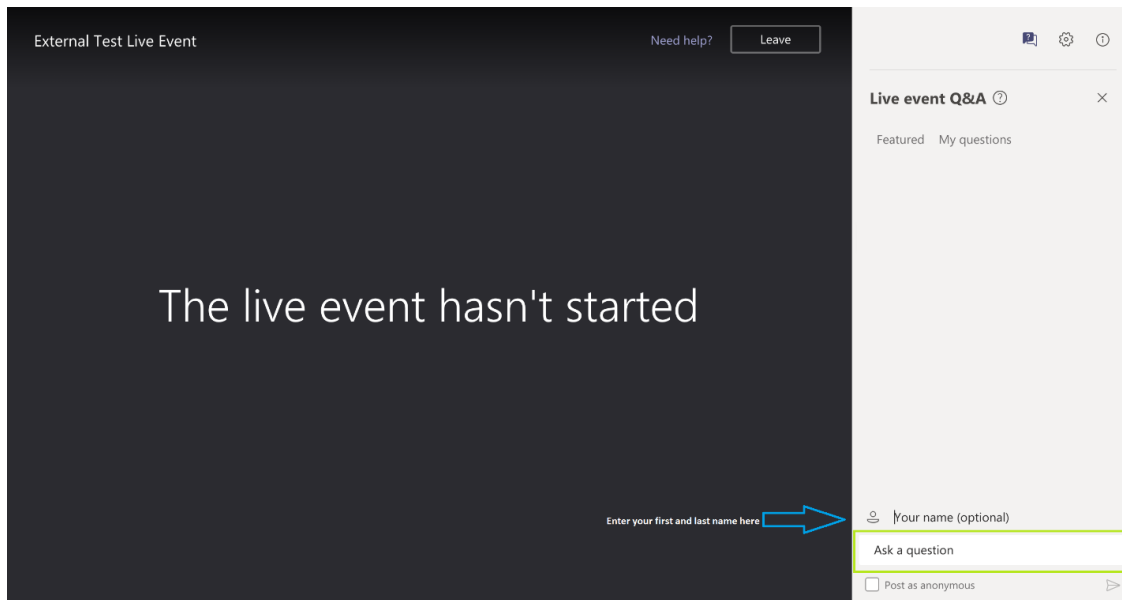 External Test Live Event
Need help?
Leave
Live event Q&A
Featured My questions
The live event hasn't started
Enter your first and last name here
Your name (optional)
Ask a question
Post as anonymous